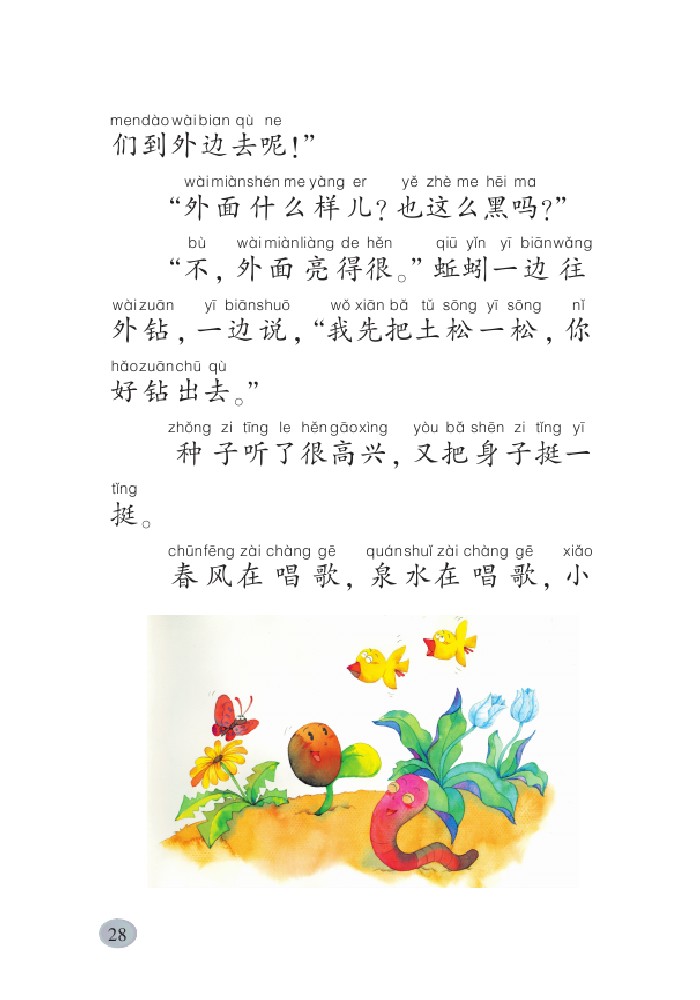 mendào wàibian qù ne
们到外边去呢！”
wàimiàn shén me yàng er yě zhè me hēi ma
“外面什么样儿？也这么黑吗？”
bù wàimiàn liàng de hěn qiū yǐn yī biān wǎng
“不，外面亮得很。”蚯蚓一边往
wài zuān yī biān shuō wǒ xiān bǎ tǔ sōng yī sōng nǐ
外钻，一边说，“我先把土松一松，你
hǎo zuān chū qù
好钻出去。”
zhǒng zi tīng le hěn gāo xìng yòu bǎ shēn zi tǐng yī
种子听了很高兴，又把身子挺一
tǐng
挺。
chūnfēng zài chàng gē quánshuǐ zài chàng gē xiǎo
春风在唱歌，泉水在唱歌，小
28